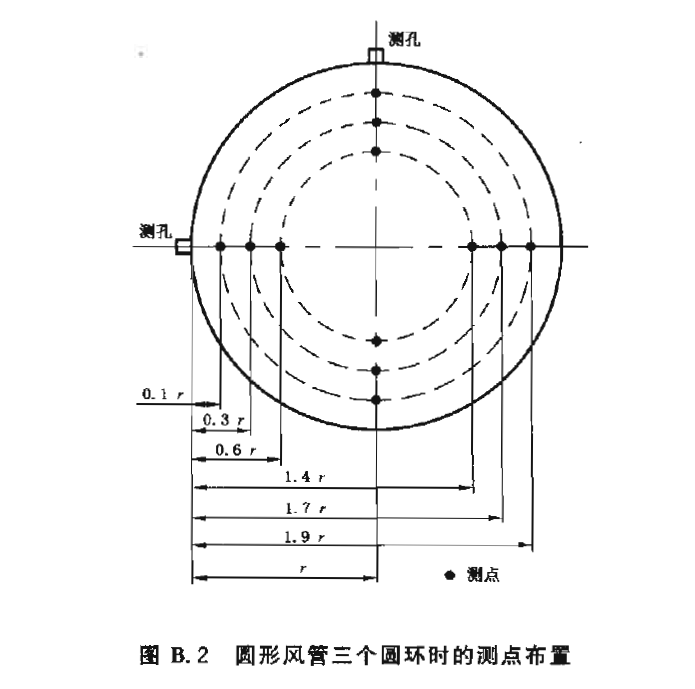 测孔
测孔
0.1 r
0.3 r
0.6 r
1.4 r
1.7 r
1.9 r
r
测点
图 B.2 圆形风管三个圆环时的测点布置